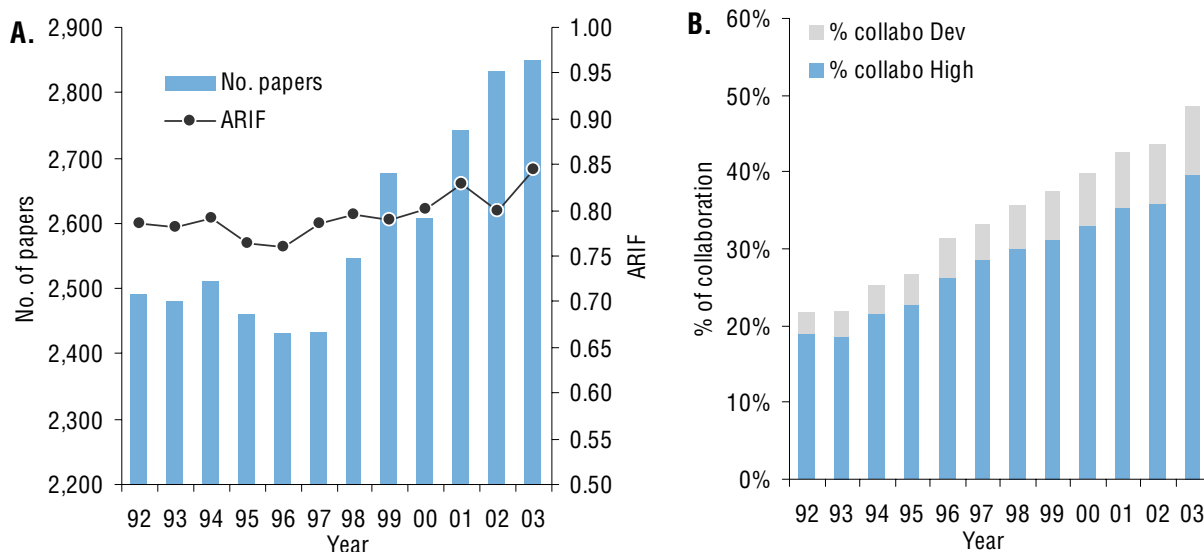 A.
No. of papers
2,900
2,800
2,700
2,600
2,500
2,400
2,300
2,200
No. papers
ARIF
1.00
0.95
0.90
0.85
0.80
0.75
0.70
0.65
0.60
0.55
0.50
ARIF
92 93 94 95 96 97 98 99 00 01 02 03
Year
B.
% of collaboration
60%
50%
40%
30%
20%
10%
0%
% collabo Dev
% collabo High
92 93 94 95 96 97 98 99 00 01 02 03
Year